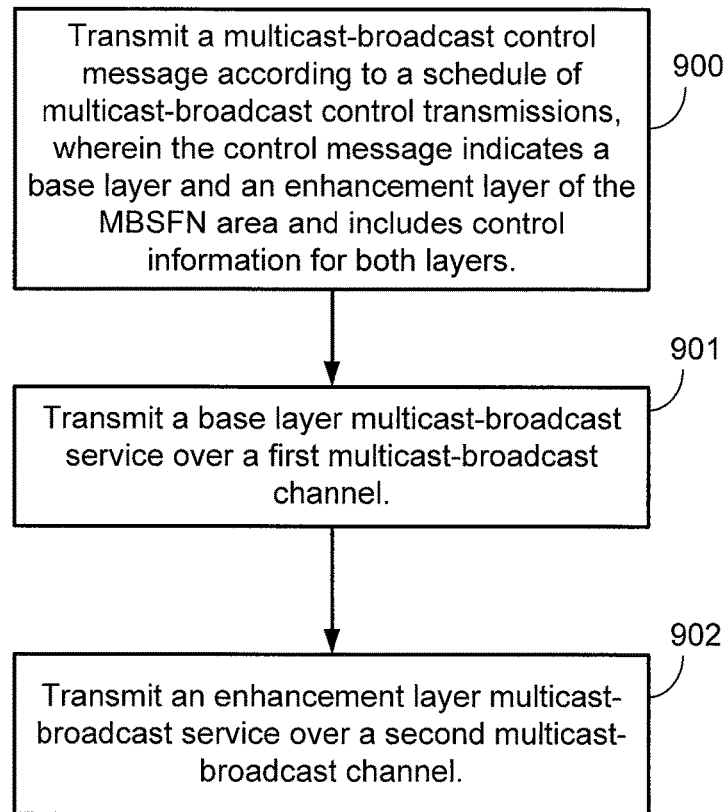 Transmit a multicast-broadcast control
message according to a schedule of
multicast-broadcast control transmissions,
wherein the control message indicates a
base layer and an enhancement layer of the
MBSFN area and includes control
information for both layers.
900
901
Transmit a base layer multicast-broadcast
service over a first multicast-broadcast
channel.
902
Transmit an enhancement layer multicast-
broadcast service over a second multicast-
broadcast channel.